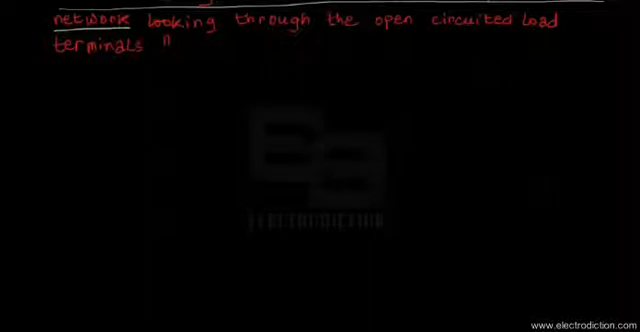 network looking through the open circuited load
terminals "
www.electrodiction.com